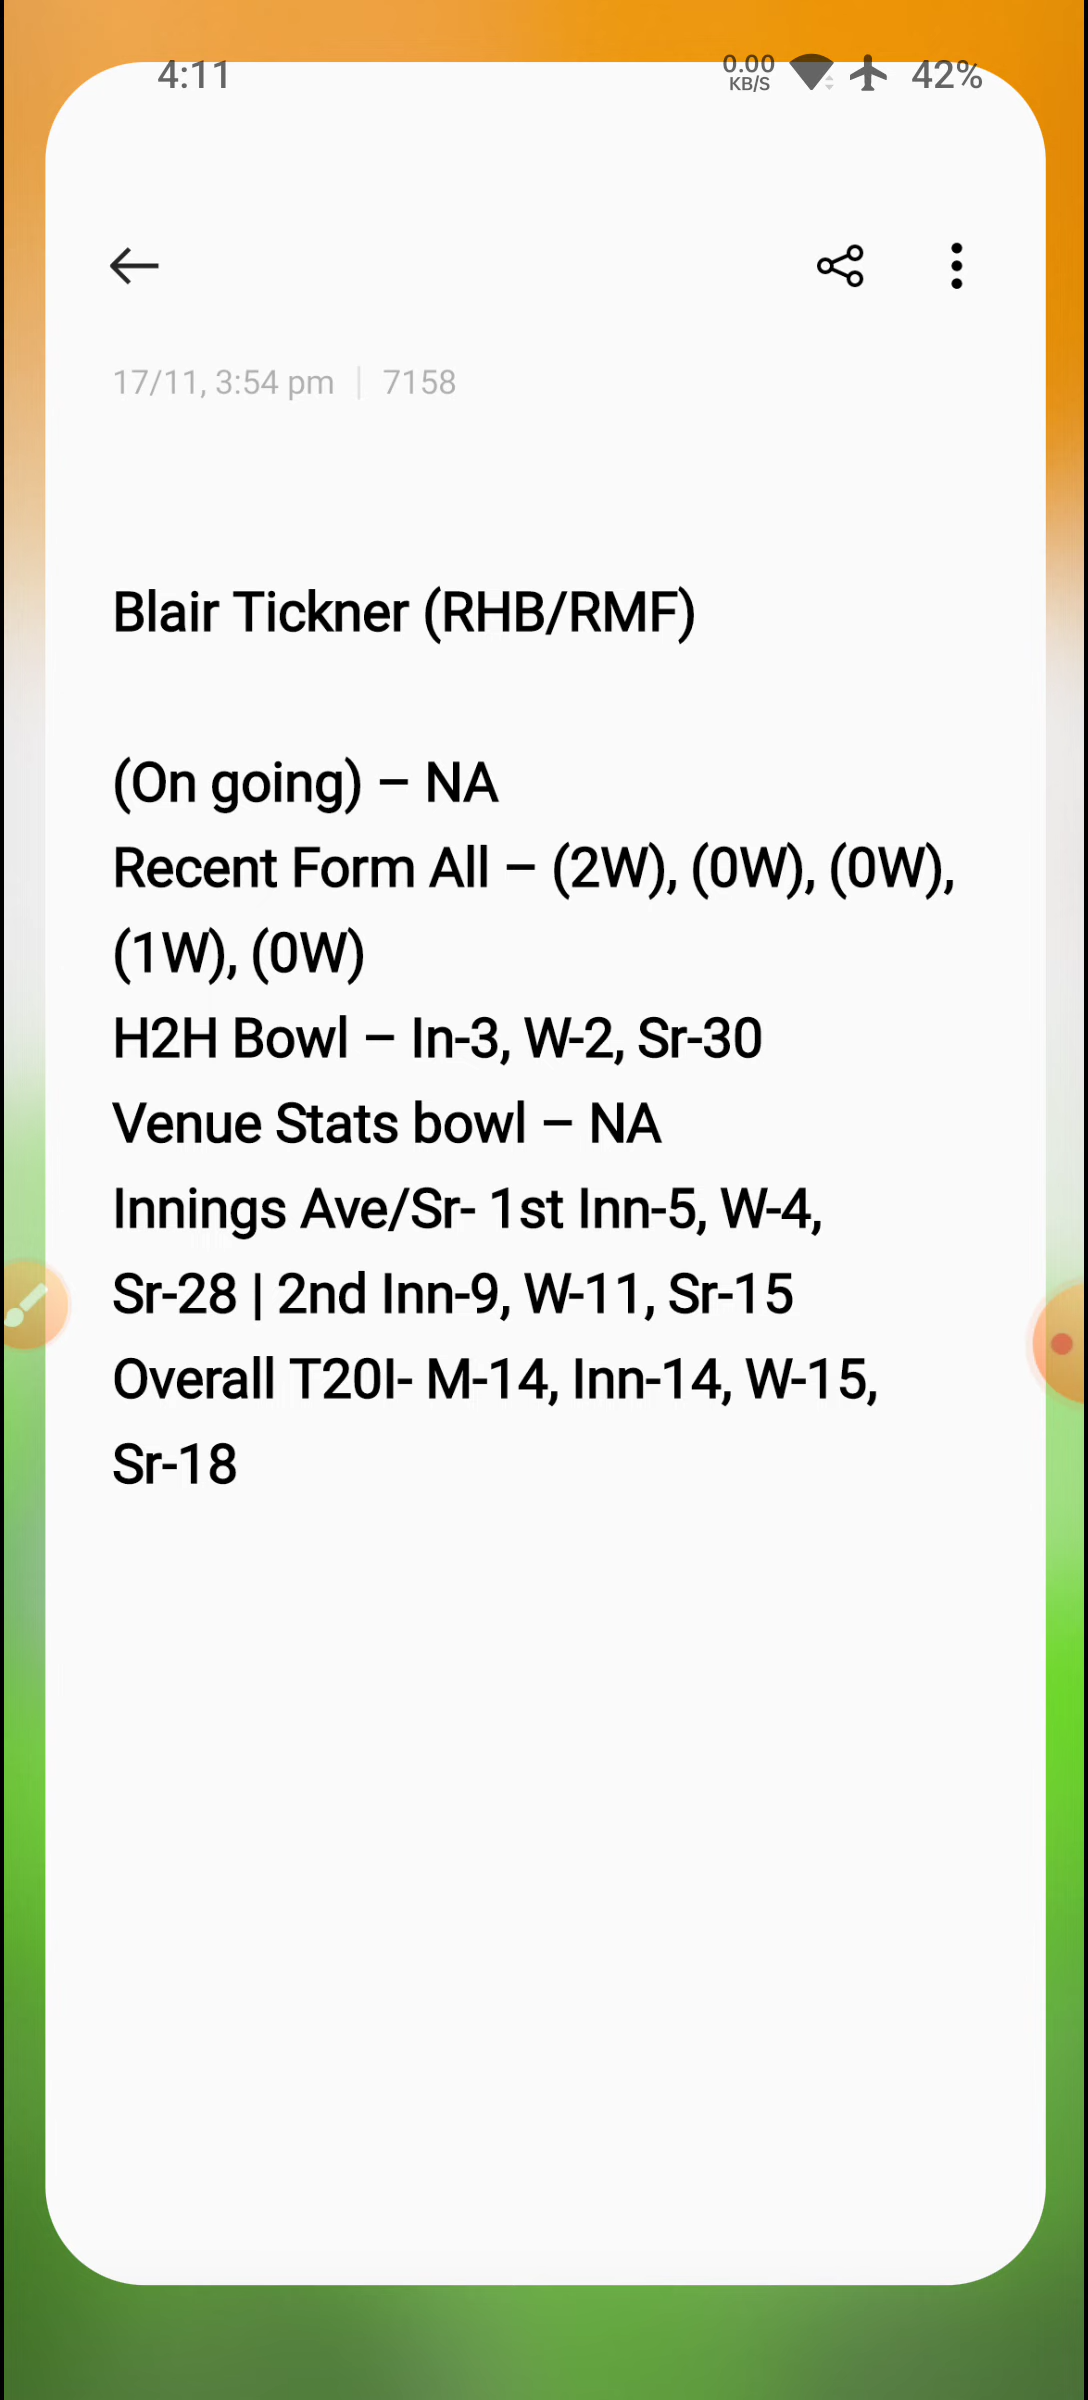 4:11
0.00
KB/S
42%
17/11, 3:54 pm | 7158
Blair Tickner (RHB/RMF)
(On going) – NA
Recent Form All – (2W), (0W), (0W),
(1W), (0W)
H2H Bowl – In-3, W-2, Sr-30
Venue Stats bowl – NA
Innings Ave/Sr- 1st Inn-5, W-4,
Sr-28 | 2nd Inn-9, W-11, Sr-15
Overall T20I- M-14, Inn-14, W-15,
Sr-18